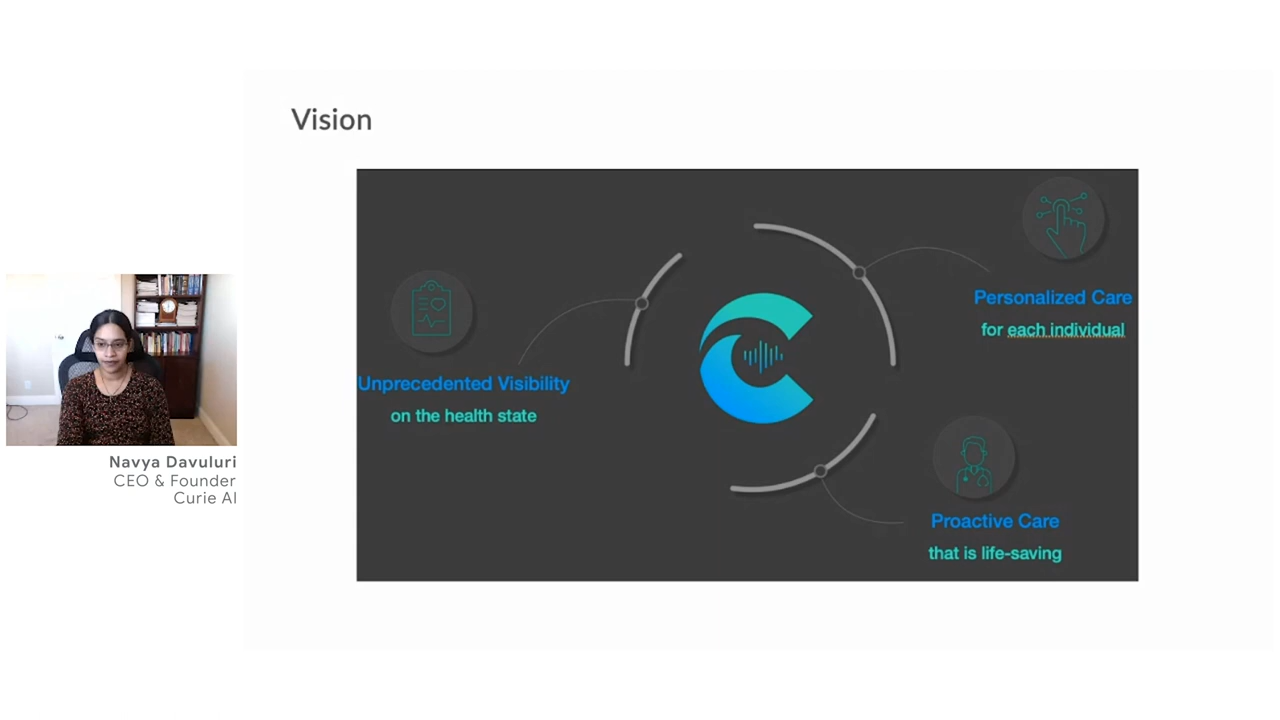 Vision
Personalized Care
for each individual
Unprecedented Visibility
on the health state
Proactive Care
that is life-saving
Navya Davuluri
CEO & Founder
Curie AI